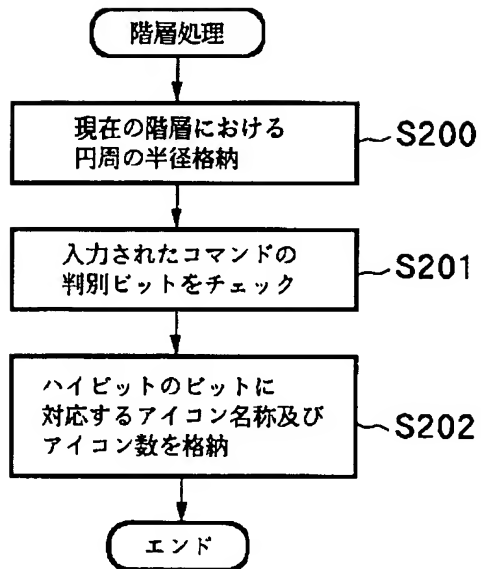 階層処理
現在の階層における
円周の半径格納
S200
入力されたコマンドの
判別ビットをチェック
S201
ハイビットのビットに
対応するアイコン名称及び
アイコン数を格納
S202
エンド